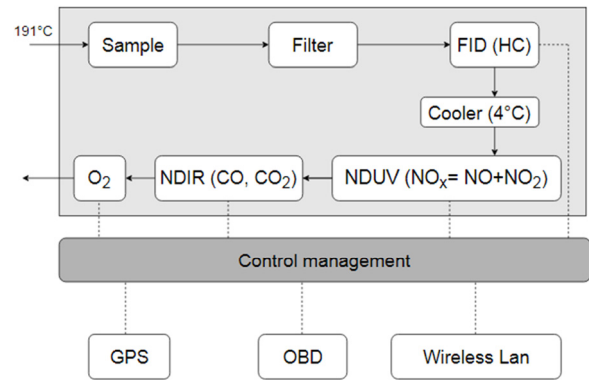 191°C
Sample
Filter
FID (HC)
Cooler (4°C)
O₂
NDIR (CO, CO₂)
NDUV (NOₓ= NO+NO₂)
Control management
GPS
OBD
Wireless Lan